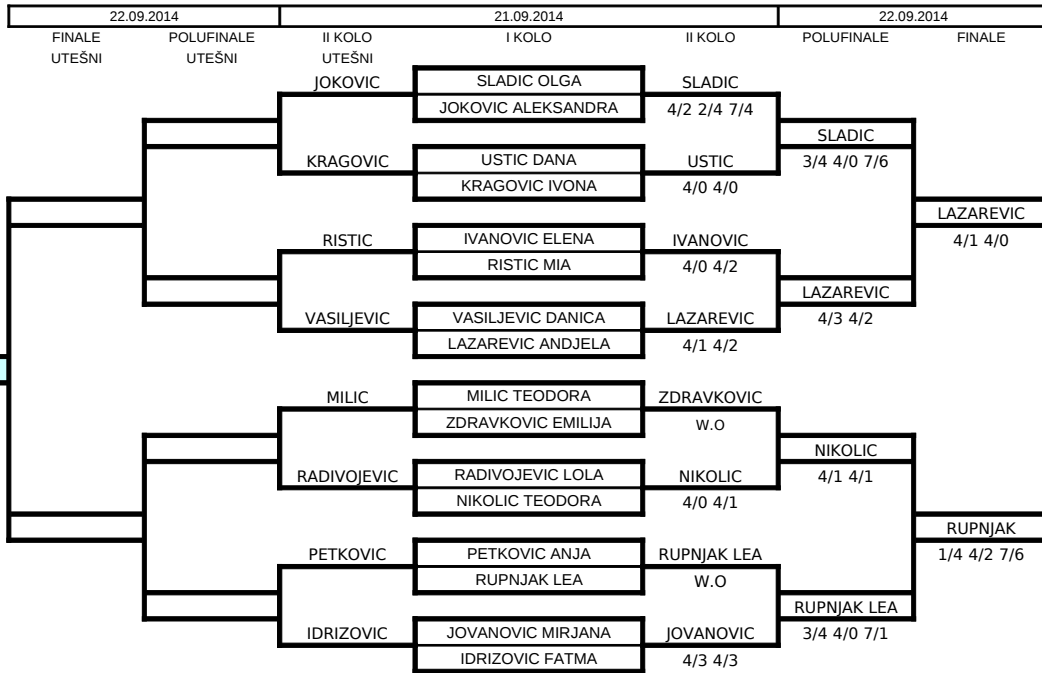 22.09.2014 21.09.2014 22.09.2014
FINALE POLUFINALE II KOLO I KOLO II KOLO POLUFINALE FINALE
UTEŠNI UTEŠNI UTEŠNI
JOKOVIC SLADIC OLGA SLADIC
JOKOVIC ALEKSANDRA 4/2 2/4 7/4
SLADIC
KRAGOVIC USTIC DANA USTIC 3/4 4/0 7/6
KRAGOVIC IVONA 4/0 4/0
LAZAREVIC
RISTIC IVANOVIC ELENA IVANOVIC 4/1 4/0
RISTIC MIA 4/0 4/2
LAZAREVIC
VASILJEVIC VASILJEVIC DANICA LAZAREVIC 4/3 4/2
LAZAREVIC ANDJELA 4/1 4/2
MILIC MILIC TEODORA ZDRAVKOVIC
ZDRAVKOVIC EMILIJA W.O
NIKOLIC
RADIVOJEVIC RADIVOJEVIC LOLA NIKOLIC 4/1 4/1
NIKOLIC TEODORA 4/0 4/1
RUPNJAK
PETKOVIC PETKOVIC ANJA RUPNJAK LEA 1/4 4/2 7/6
RUPNJAK LEA W.O
RUPNJAK LEA
IDRIZOVIC JOVANOVIC MIRJANA JOVANOVIC 3/4 4/0 7/1
IDRIZOVIC FATMA 4/3 4/3